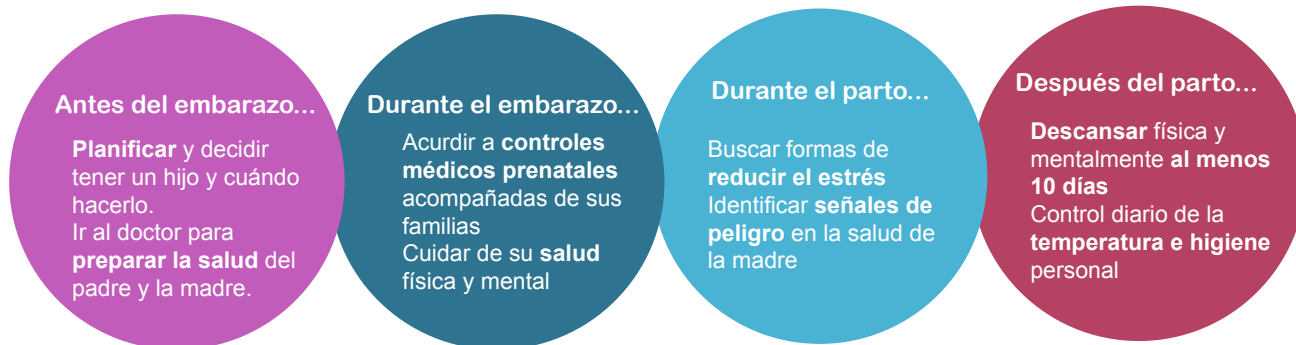 Antes del embarazo...
Planificar y decidir
tener un hijo y cuándo
hacerlo.
Ir al doctor para
preparar la salud del
padre y la madre.
Durante el embarazo...
Acurdir a controles
médicos prenatales
acompañadas de sus
familias
Cuidar de su salud
física y mental
Durante el parto...
Buscar formas de
reducir el estrés
Identificar señales de
peligro en la salud de
la madre
Después del parto...
Descansar física y
mentalmente al menos
10 días
Control diario de la
temperatura e higiene
personal